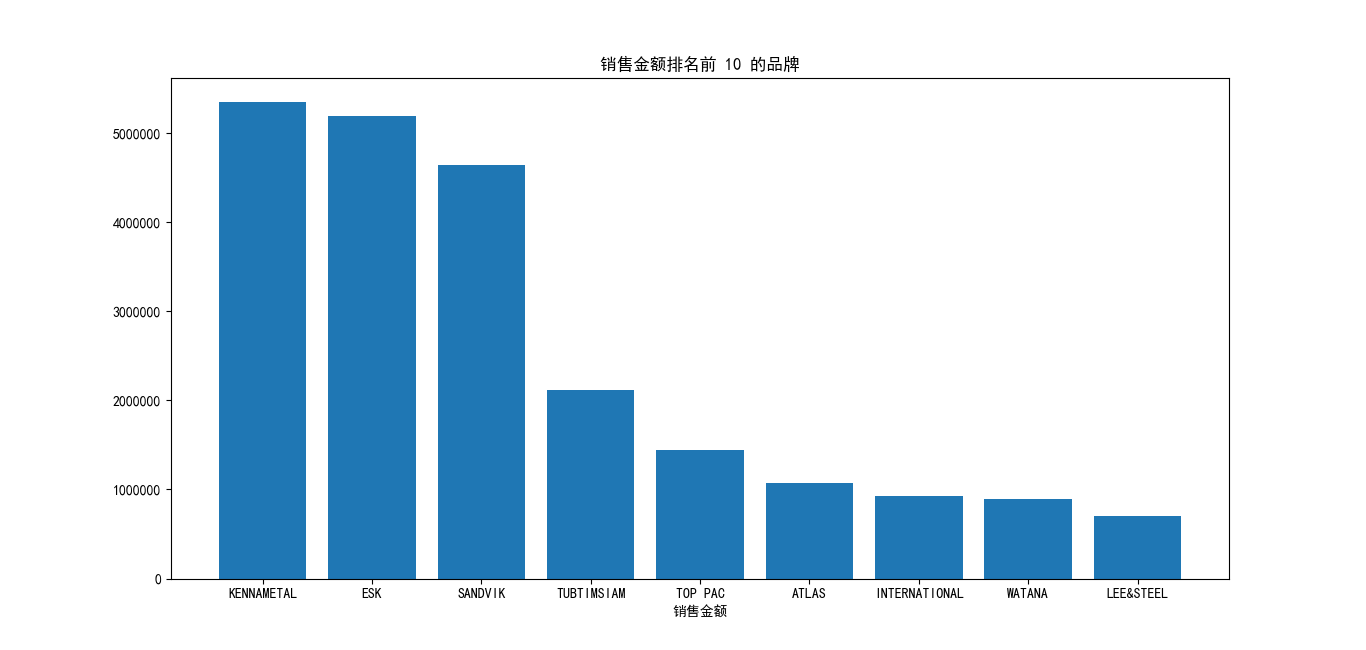 销售金额排名前 10 的品牌
5000000
4000000
3000000
2000000
1000000
0
KENNAMETAL ESK SANDVIK TUBTIMSIAM TOP PAC ATLAS INTERNATIONAL WATANA LEE&STEEL
销售金额